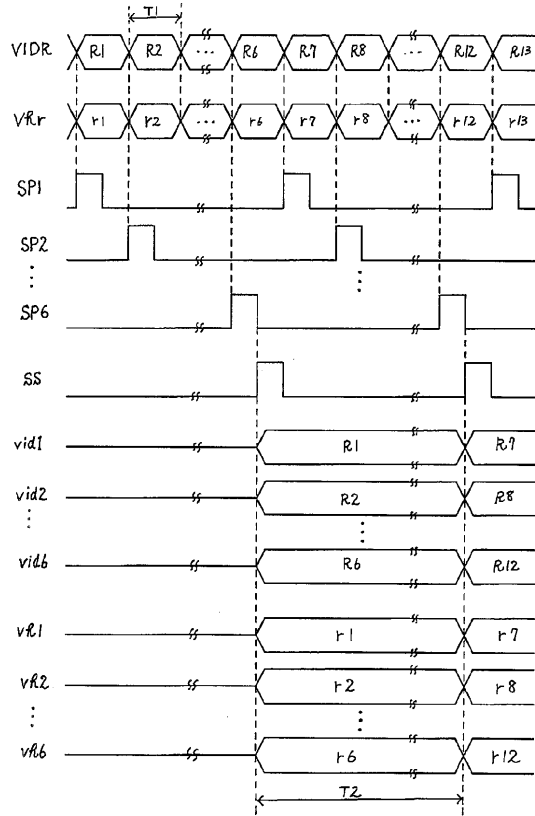 T1
VIDR R1 R2 ... R6 R7 R8 ... R12 R13
VRr r1 r2 ... r6 r7 r8 ... r12 r13
SP1
SP2
SP6
SS
vid1 R1 R7
vid2 R2 R8
vid6 R6 R12
vR1 r1 r7
vR2 r2 r8
vR6 r6 r12
T2